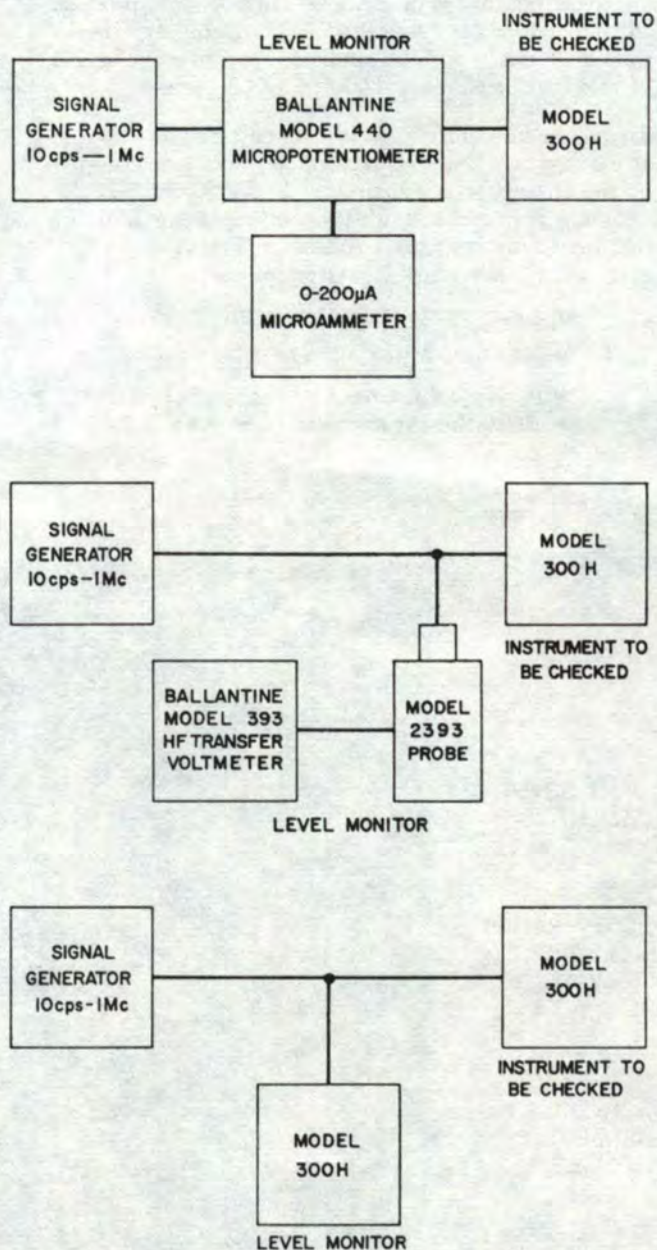 LEVEL MONITOR
INSTRUMENT TO
BE CHECKED
SIGNAL
GENERATOR
10cps—1Mc
BALLANTINE
MODEL 440
MICROPOTENTIOMETER
MODEL
300H
0-200µA
MICROAMMETER
SIGNAL
GENERATOR
10cps-1Mc
MODEL
300H
INSTRUMENT TO
BE CHECKED
BALLANTINE
MODEL 393
HF TRANSFER
VOLTMETER
MODEL
2393
PROBE
LEVEL MONITOR
SIGNAL
GENERATOR
10cps-1Mc
MODEL
300H
INSTRUMENT TO
BE CHECKED
MODEL
300H
LEVEL MONITOR